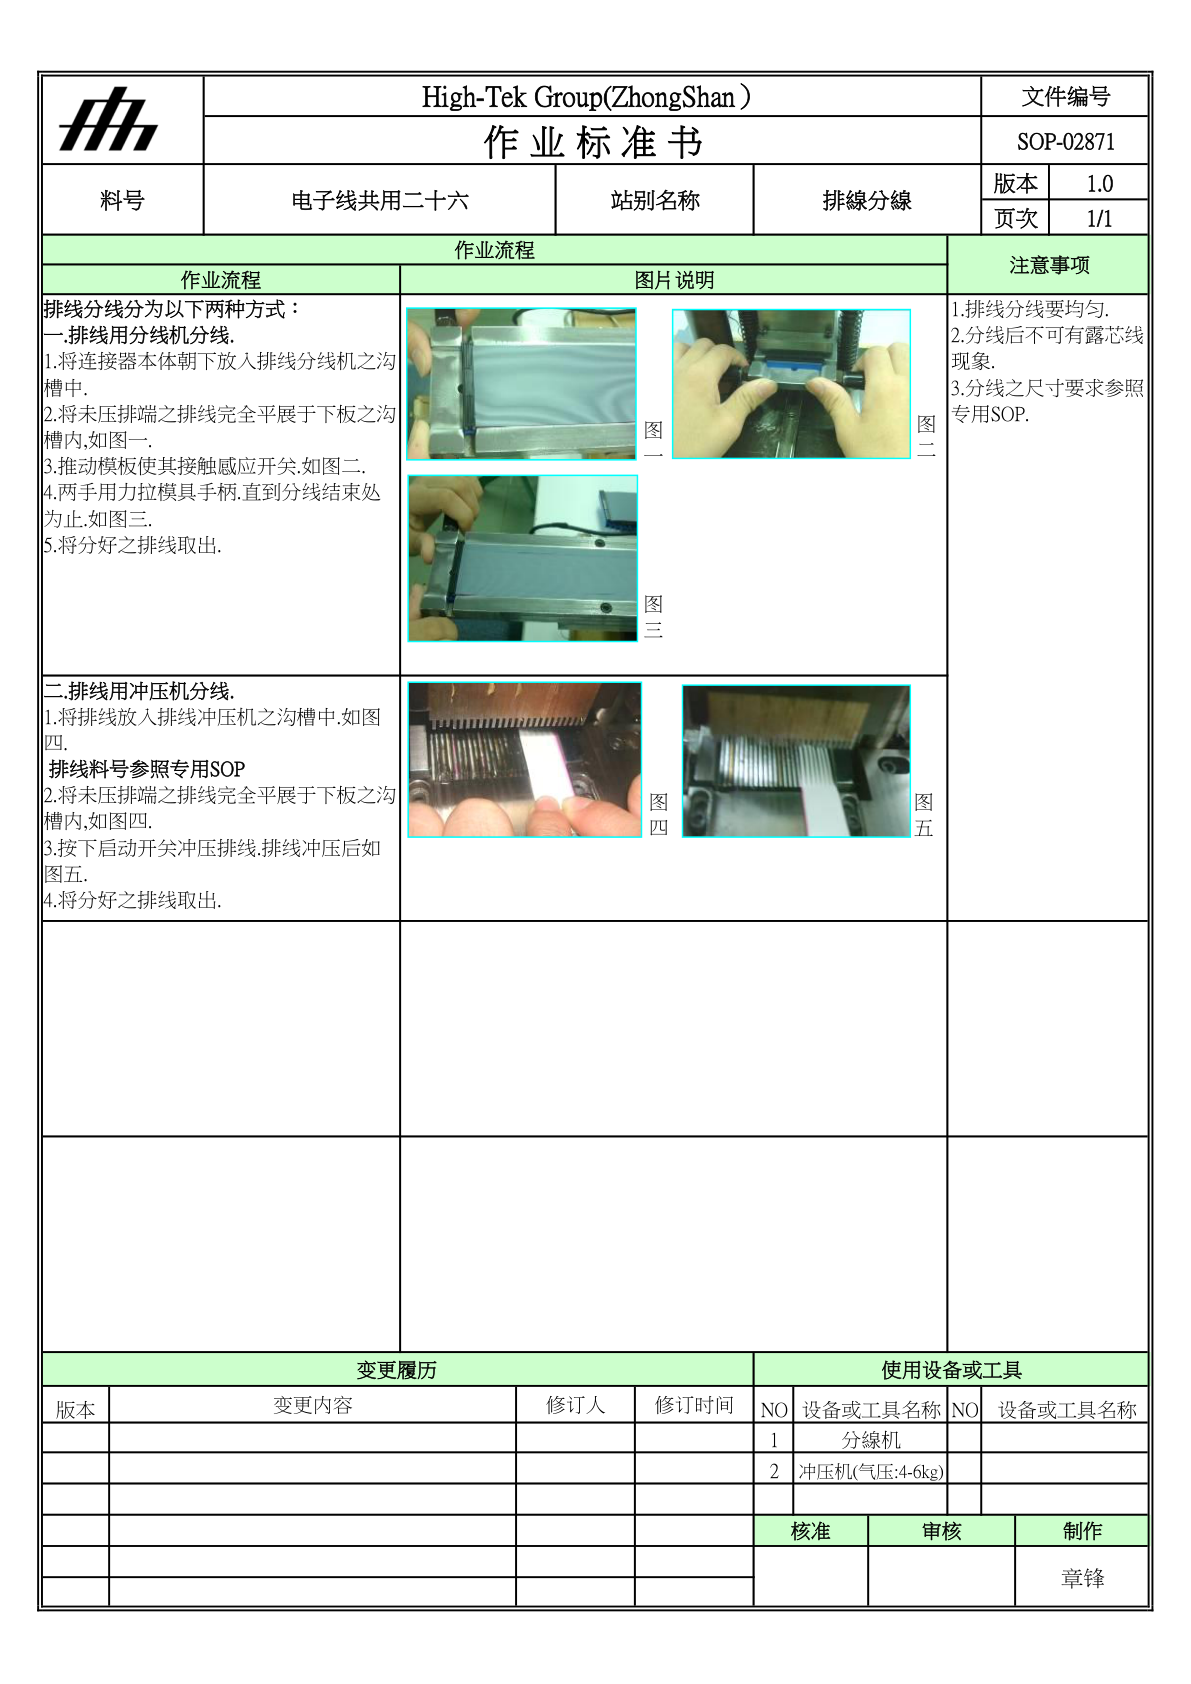 High-Tek Group(ZhongShan）
文件编号
作 业 标 准 书
SOP-02871
料号
电子线共用二十六
站别名称
排線分線
版本
1.0
页次
1/1
作业流程
注意事项
作业流程
图片说明
排线分线分为以下两种方式：
一.排线用分线机分线.
1.将连接器本体朝下放入排线分线机之沟
槽中.
2.将未压排端之排线完全平展于下板之沟
槽内,如图一.
3.推动模板使其接触感应开关.如图二.
4.两手用力拉模具手柄.直到分线结束处
为止.如图三.
5.将分好之排线取出.
图
一
图
二
图
三
1.排线分线要均匀.
2.分线后不可有露芯线
现象.
3.分线之尺寸要求参照
专用SOP.
二.排线用冲压机分线.
1.将排线放入排线冲压机之沟槽中.如图
四.
排线料号参照专用SOP
2.将未压排端之排线完全平展于下板之沟
槽内,如图四.
3.按下启动开关冲压排线.排线冲压后如
图五.
4.将分好之排线取出.
图
四
图
五
变更履历
使用设备或工具
版本
变更内容
修订人
修订时间
NO
设备或工具名称
NO
设备或工具名称
1
分線机
2
冲压机(气压:4-6kg)
核准
审核
制作
章锋